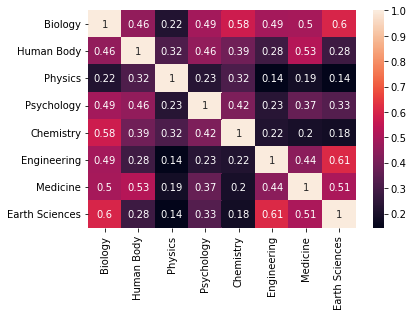 Biology 1 0.46 0.22 0.49 0.58 0.49 0.5 0.6
Human Body 0.46 1 0.32 0.46 0.39 0.28 0.53 0.28
Physics 0.22 0.32 1 0.23 0.32 0.14 0.19 0.14
Psychology 0.49 0.46 0.23 1 0.42 0.23 0.37 0.33
Chemistry 0.58 0.39 0.32 0.42 1 0.22 0.2 0.18
Engineering 0.49 0.28 0.14 0.23 0.22 1 0.44 0.61
Medicine 0.5 0.53 0.19 0.37 0.2 0.44 1 0.51
Earth Sciences 0.6 0.28 0.14 0.33 0.18 0.61 0.51 1
Biology
Human Body
Physics
Psychology
Chemistry
Engineering
Medicine
Earth Sciences
1.0
0.9
0.8
0.7
0.6
0.5
0.4
0.3
0.2